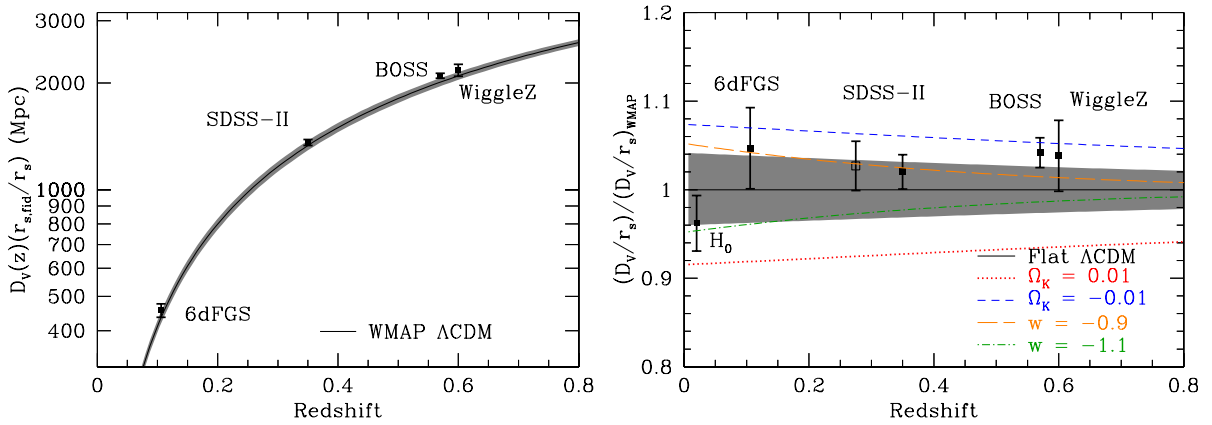 3000
2000
1000
1000
900
800
700
600
500
400
D_V(z)(r_s,fid/r_s) (Mpc)
BOSS
WiggleZ
SDSS-II
6dFGS
WMAP ΛCDM
0
0.2
0.4
0.6
0.8
Redshift
1.2
1.1
1
0.9
0.8
(D_V/r_s)/(D_V/r_s)_WMAP
6dFGS
SDSS-II
BOSS
WiggleZ
H_0
Flat ΛCDM
Ω_K = 0.01
Ω_K = -0.01
w = -0.9
w = -1.1
0
0.2
0.4
0.6
0.8
Redshift